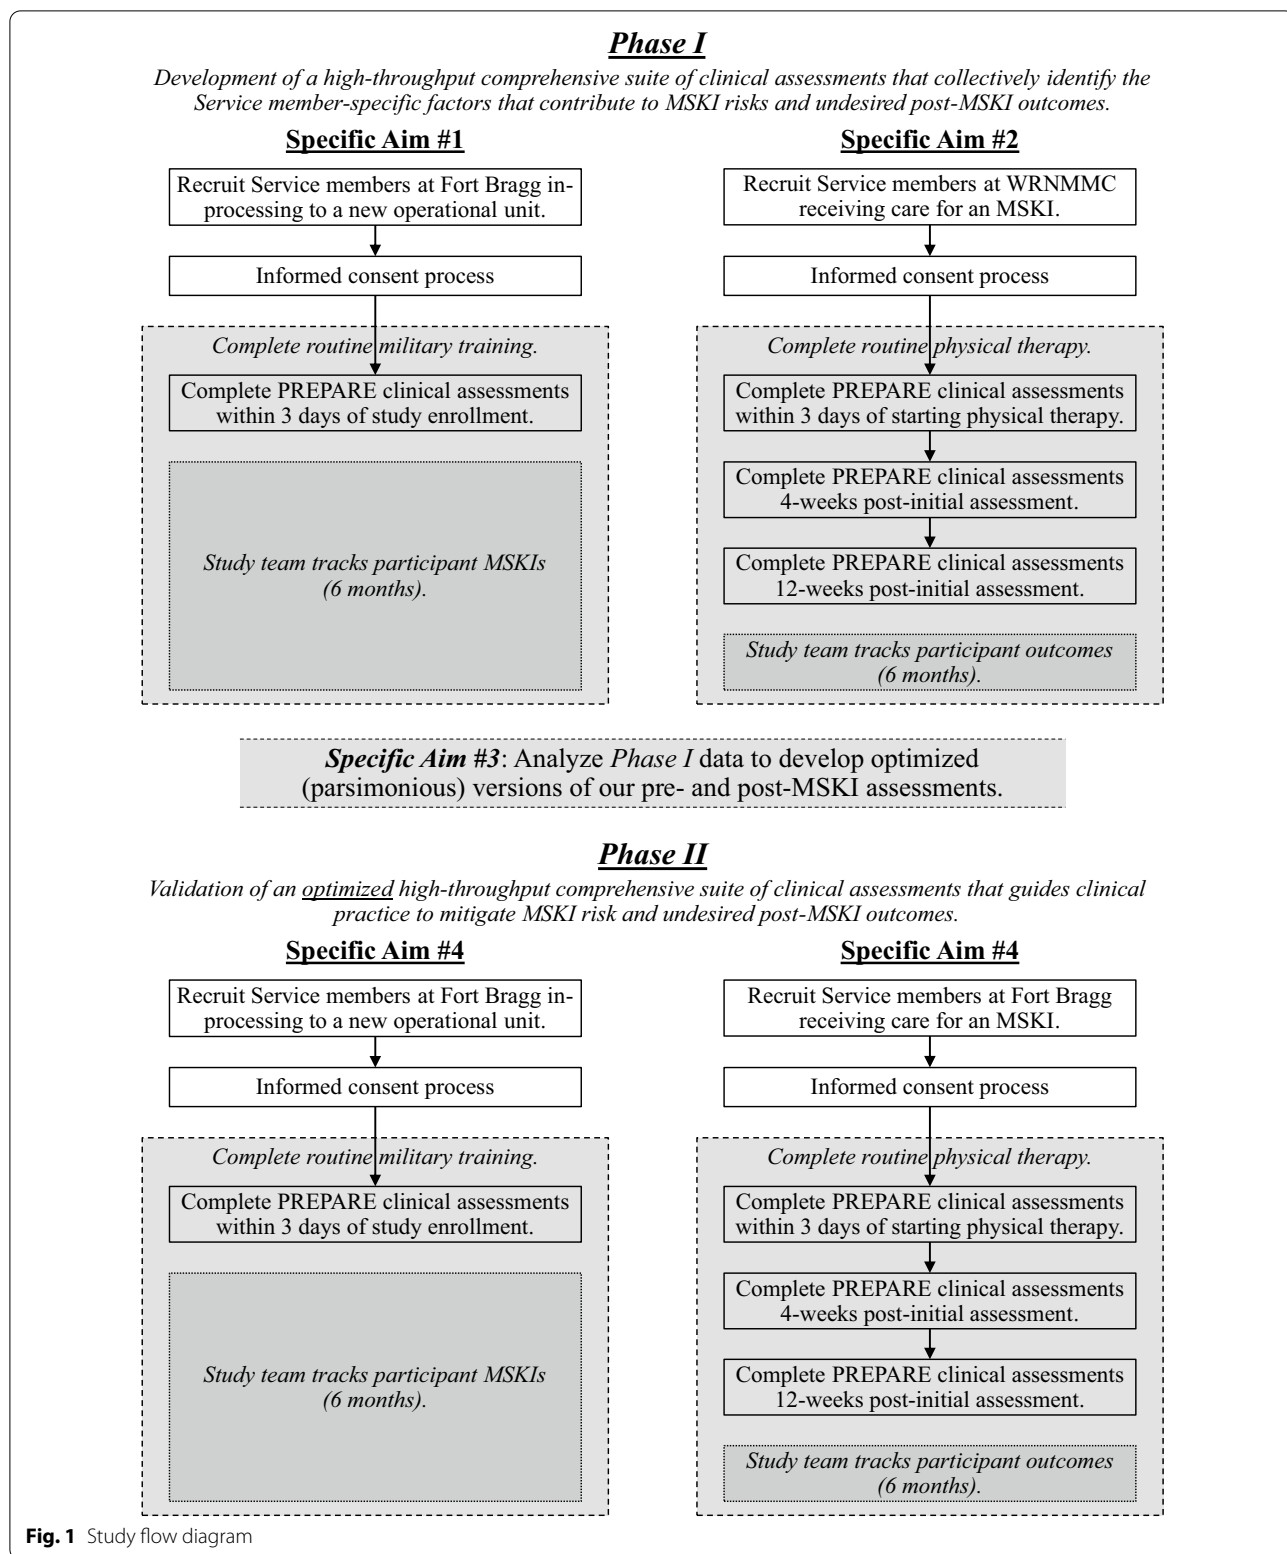 Phase I
Development of a high-throughput comprehensive suite of clinical assessments that collectively identify the
Service member-specific factors that contribute to MSKI risks and undesired post-MSKI outcomes.
Specific Aim #1
Recruit Service members at Fort Bragg in-
processing to a new operational unit.
Informed consent process
Complete routine military training.
Complete PREPARE clinical assessments
within 3 days of study enrollment.
Study team tracks participant MSKIs
(6 months).
Specific Aim #2
Recruit Service members at WRNMMC
receiving care for an MSKI.
Informed consent process
Complete routine physical therapy.
Complete PREPARE clinical assessments
within 3 days of starting physical therapy.
Complete PREPARE clinical assessments
4-weeks post-initial assessment.
Complete PREPARE clinical assessments
12-weeks post-initial assessment.
Study team tracks participant outcomes
(6 months).
Specific Aim #3: Analyze Phase I data to develop optimized
(parsimonious) versions of our pre- and post-MSKI assessments.
Phase II
Validation of an optimized high-throughput comprehensive suite of clinical assessments that guides clinical
practice to mitigate MSKI risk and undesired post-MSKI outcomes.
Specific Aim #4
Recruit Service members at Fort Bragg in-
processing to a new operational unit.
Informed consent process
Complete routine military training.
Complete PREPARE clinical assessments
within 3 days of study enrollment.
Study team tracks participant MSKIs
(6 months).
Specific Aim #4
Recruit Service members at Fort Bragg
receiving care for an MSKI.
Informed consent process
Complete routine physical therapy.
Complete PREPARE clinical assessments
within 3 days of starting physical therapy.
Complete PREPARE clinical assessments
4-weeks post-initial assessment.
Complete PREPARE clinical assessments
12-weeks post-initial assessment.
Study team tracks participant outcomes
(6 months).
Fig. 1 Study flow diagram